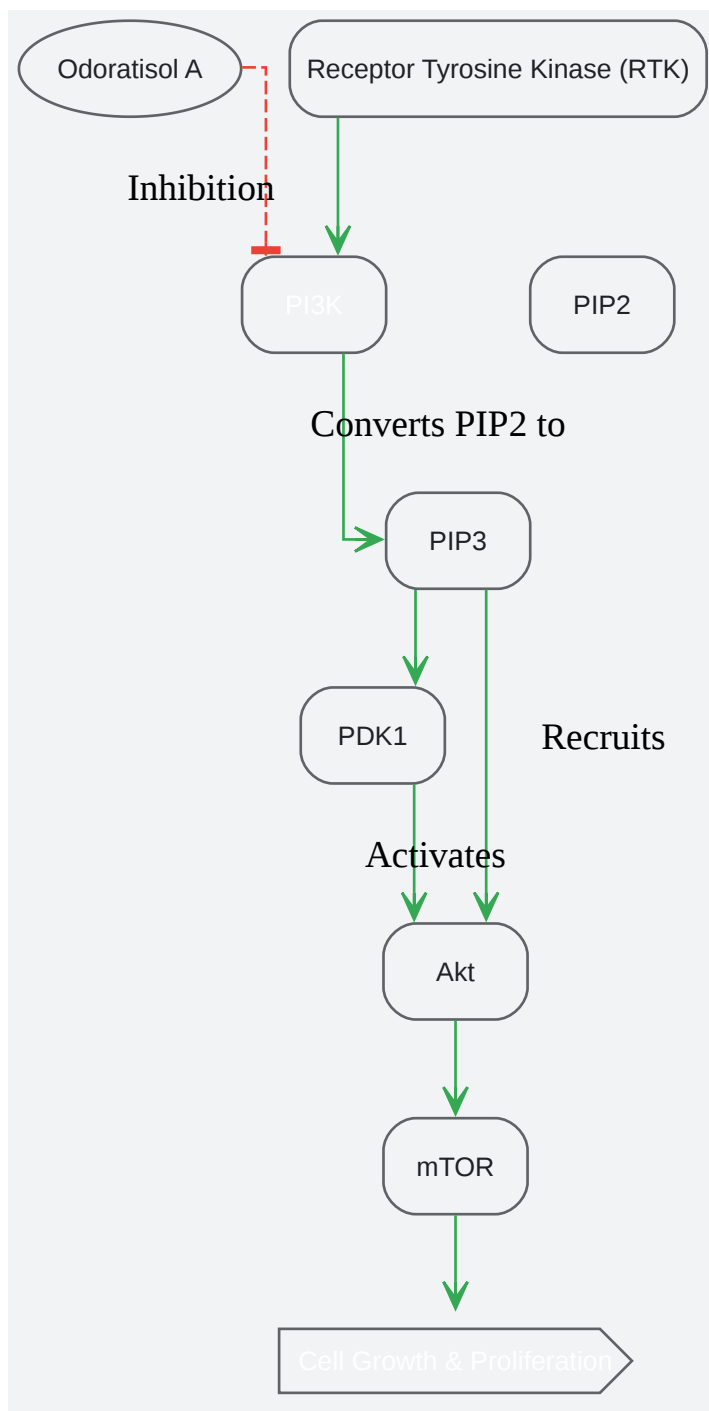 Odoratisol A
Receptor Tyrosine Kinase (RTK)
Inhibition
PI3K
PIP2
Converts PIP2 to
PIP3
PDK1
Recruits
Activates
Akt
mTOR
Cell Growth & Proliferation